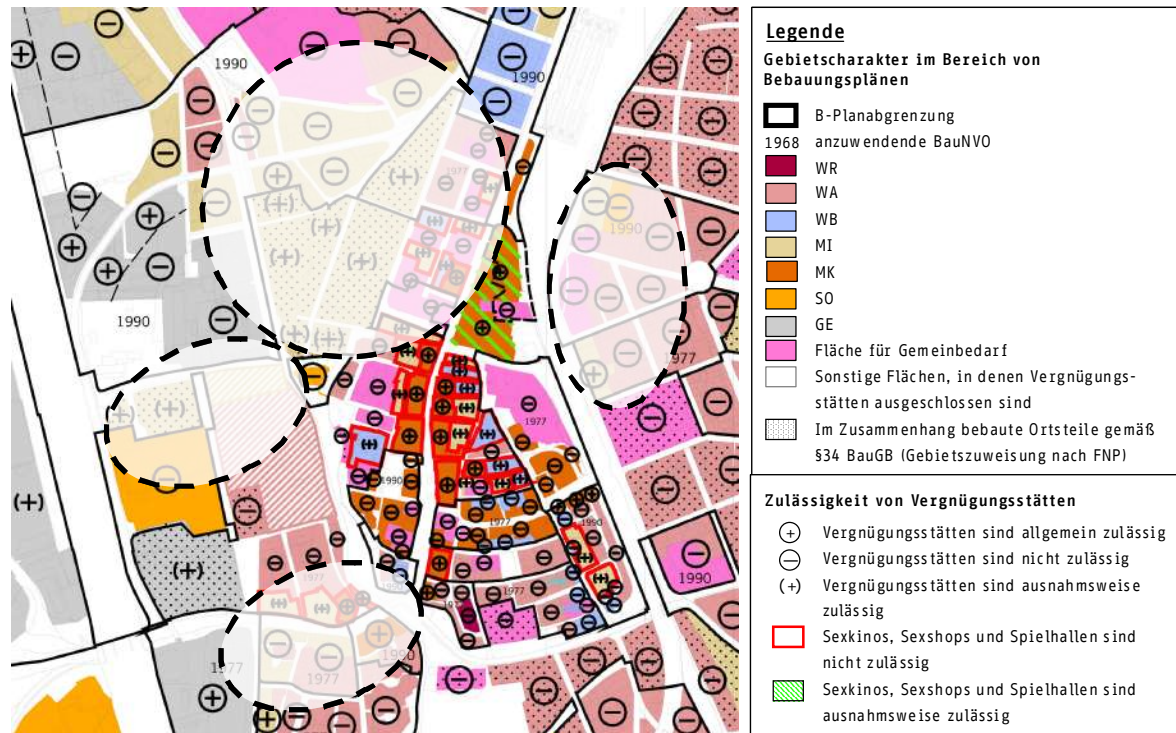 1990
1990
1977
1990
1990
1977
1977
1990
1977
1990
1977
1977
1990
1977
1990
1977
Legende
Gebietscharakter im Bereich von
Bebauungsplänen
B-Planabgrenzung
1968 anzuwendende BauNVO
WR
WA
WB
MI
MK
SO
GE
Fläche für Gemeinbedarf
Sonstige Flächen, in denen Vergnügungs-
stätten ausgeschlossen sind
Im Zusammenhang bebaute Ortsteile gemäß
§34 BauGB (Gebietszuweisung nach FNP)
Zulässigkeit von Vergnügungsstätten
(+) Vergnügungsstätten sind allgemein zulässig
(−) Vergnügungsstätten sind nicht zulässig
(+) Vergnügungsstätten sind ausnahmsweise
zulässig
Sexkinos, Sexshops und Spielhallen sind
nicht zulässig
Sexkinos, Sexshops und Spielhallen sind
ausnahmsweise zulässig